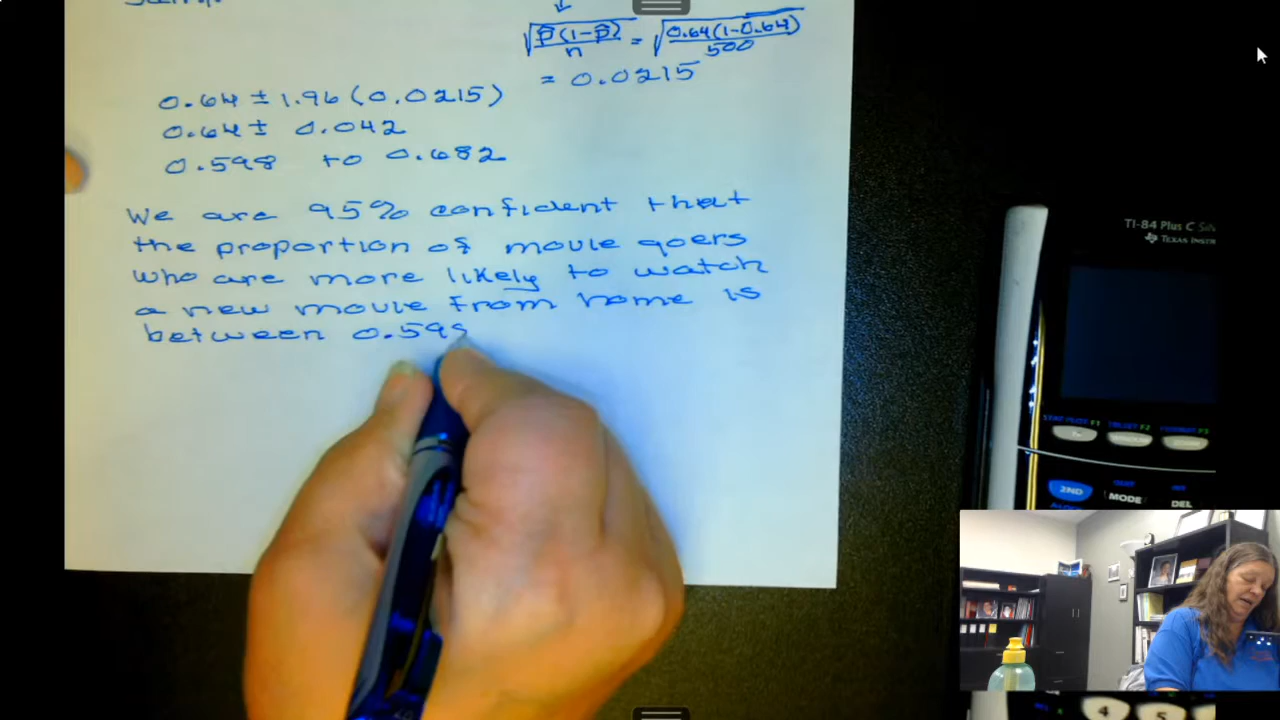 √p̂(1-p̂)/n = √0.64(1-0.64)/500
= 0.0215
0.64 ± 1.96(0.0215)
0.64 ± 0.042
0.598 to 0.682
We are 95% confident that
the proportion of movie goers
who are more likely to watch
a new movie from home is
between 0.598
TI-84 Plus C
TEXAS
2ND
MODE
DEL
4
5